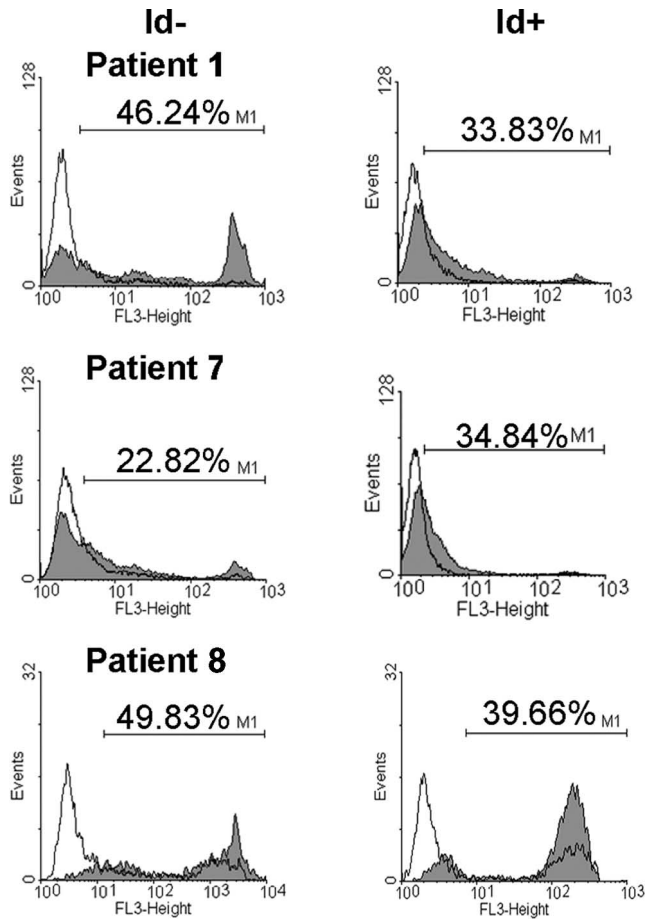 Id-
Id+
Patient 1
128
46.24% M1
Events
0
10⁰ 10¹ 10² 10³
FL3-Height
128
33.83% M1
Events
0
10⁰ 10¹ 10² 10³
FL3-Height
Patient 7
128
22.82% M1
Events
0
10⁰ 10¹ 10² 10³
FL3-Height
128
34.84% M1
Events
0
10⁰ 10¹ 10² 10³
FL3-Height
Patient 8
32
49.83% M1
Events
0
10⁰ 10¹ 10² 10³ 10⁴
FL3-Height
32
39.66% M1
Events
0
10⁰ 10¹ 10² 10³
FL3-Height